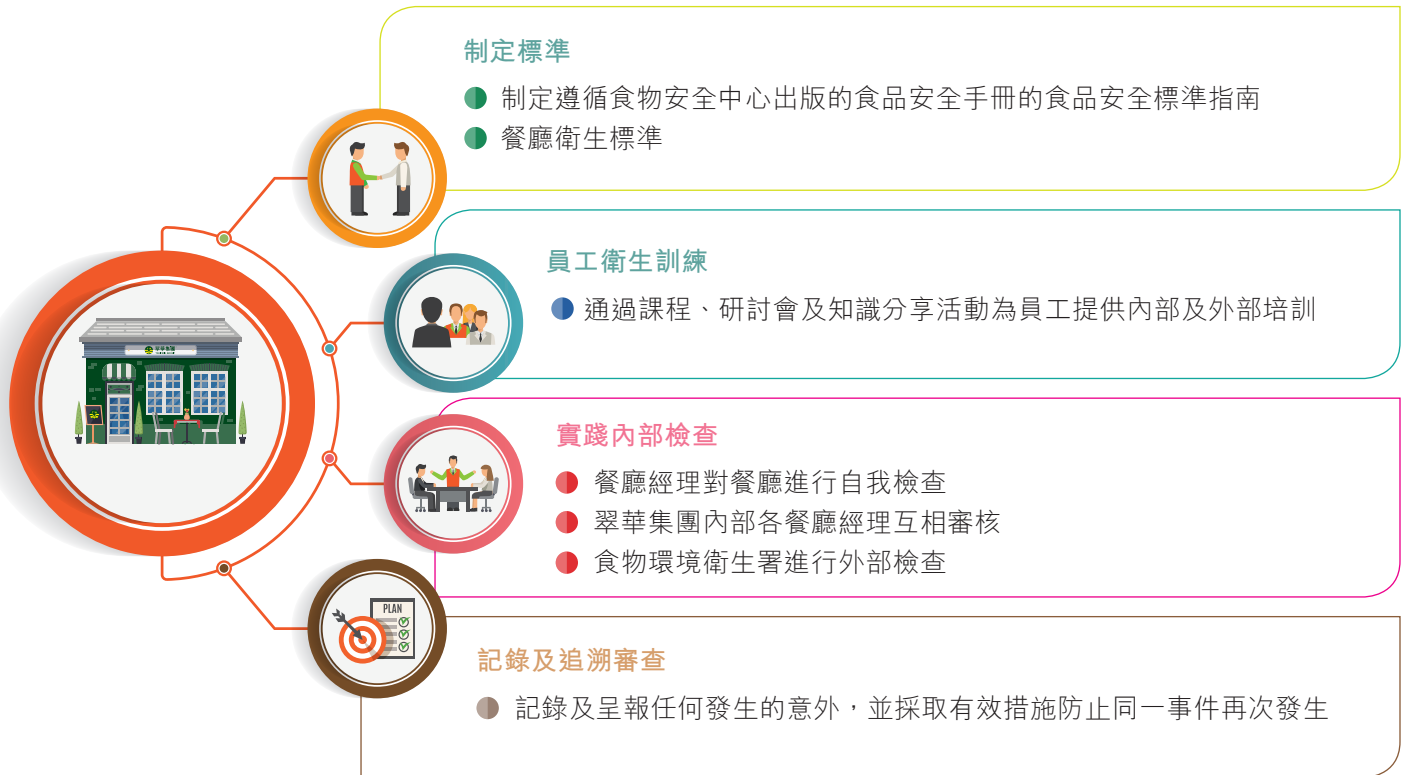 制定標準
制定遵循食物安全中心出版的食品安全手冊的食品安全標準指南
餐廳衛生標準
員工衛生訓練
通過課程、研討會及知識分享活動為員工提供內部及外部培訓
實踐內部檢查
餐廳經理對餐廳進行自我檢查
翠華集團內部各餐廳經理互相審核
食物環境衛生署進行外部檢查
PLAN
記錄及追溯審查
記錄及呈報任何發生的意外，並採取有效措施防止同一事件再次發生